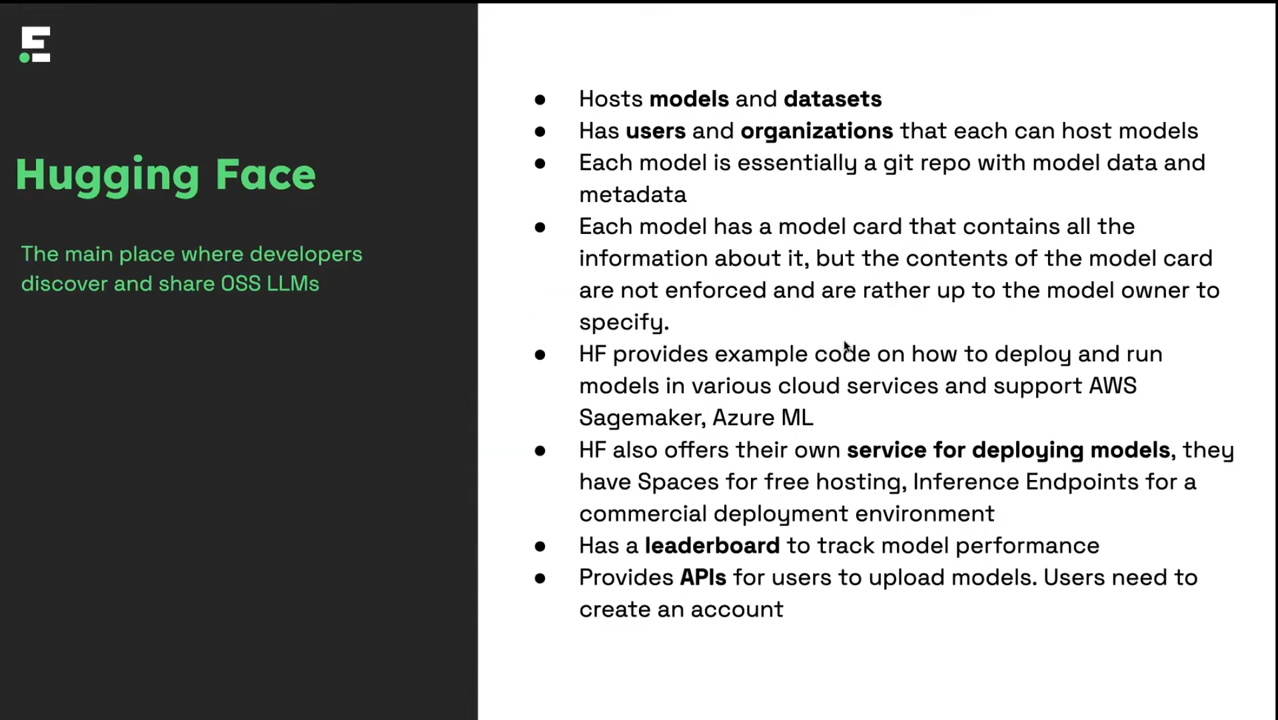 Hugging Face
The main place where developers
discover and share OSS LLMs
● Hosts models and datasets
● Has users and organizations that each can host models
● Each model is essentially a git repo with model data and
metadata
● Each model has a model card that contains all the
information about it, but the contents of the model card
are not enforced and are rather up to the model owner to
specify.
● HF provides example code on how to deploy and run
models in various cloud services and support AWS
Sagemaker, Azure ML
● HF also offers their own service for deploying models, they
have Spaces for free hosting, Inference Endpoints for a
commercial deployment environment
● Has a leaderboard to track model performance
● Provides APIs for users to upload models. Users need to
create an account